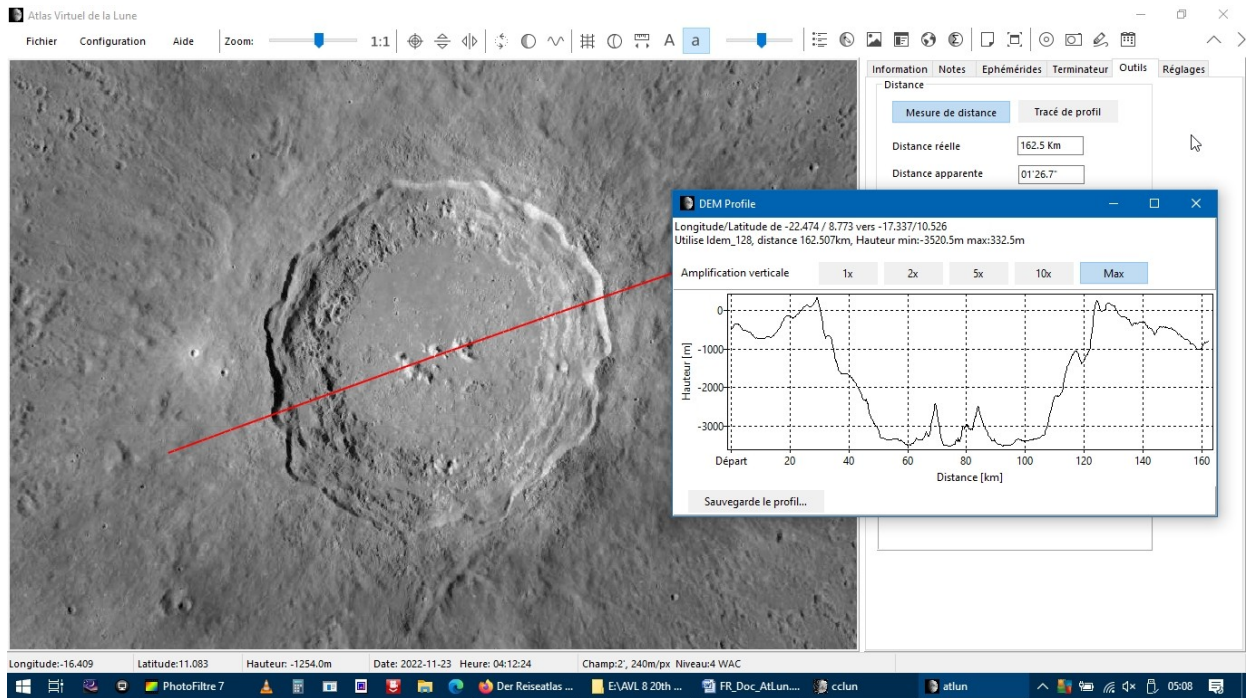 Atlas Virtuel de la Lune
Fichier Configuration Aide Zoom: 1:1 A a
Information Notes Ephémérides Terminateur Outils Réglages
Distance
Mesure de distance Tracé de profil
Distance réelle 162.5 Km
Distance apparente 01'26.7"
DEM Profile
Longitude/Latitude de -22.474 / 8.773 vers -17.337/10.526
Utilise ldem_128, distance 162.507km, Hauteur min:-3520.5m max:332.5m
Amplification verticale 1x 2x 5x 10x Max
0
-1000
-2000
-3000
Hauteur [m]
Départ 20 40 60 80 100 120 140 160
Distance [km]
Sauvegarde le profil...
Longitude:-16.409 Latitude:11.083 Hauteur: -1254.0m Date: 2022-11-23 Heure: 04:12:24 Champ:2', 240m/px Niveau:4 WAC
PhotoFiltre 7 Der Reiseatlas ... E:\AVL 8 20th ... FR_Doc_AtLun.... cclun atlun 05:08